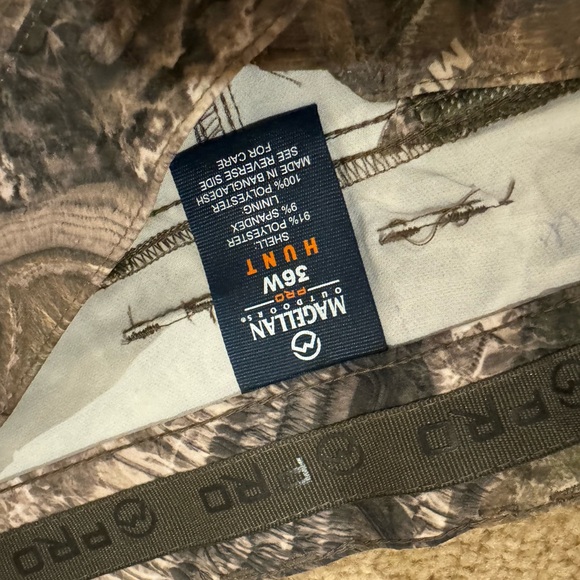 MAGELLAN
OUTDOORS®
PRO
36W
HUNT
SHELL:
91% POLYESTER
9% SPANDEX
LINING:
100% POLYESTER
MADE IN BANGLADESH
SEE REVERSE SIDE
FOR CARE
PRO PRO PRO